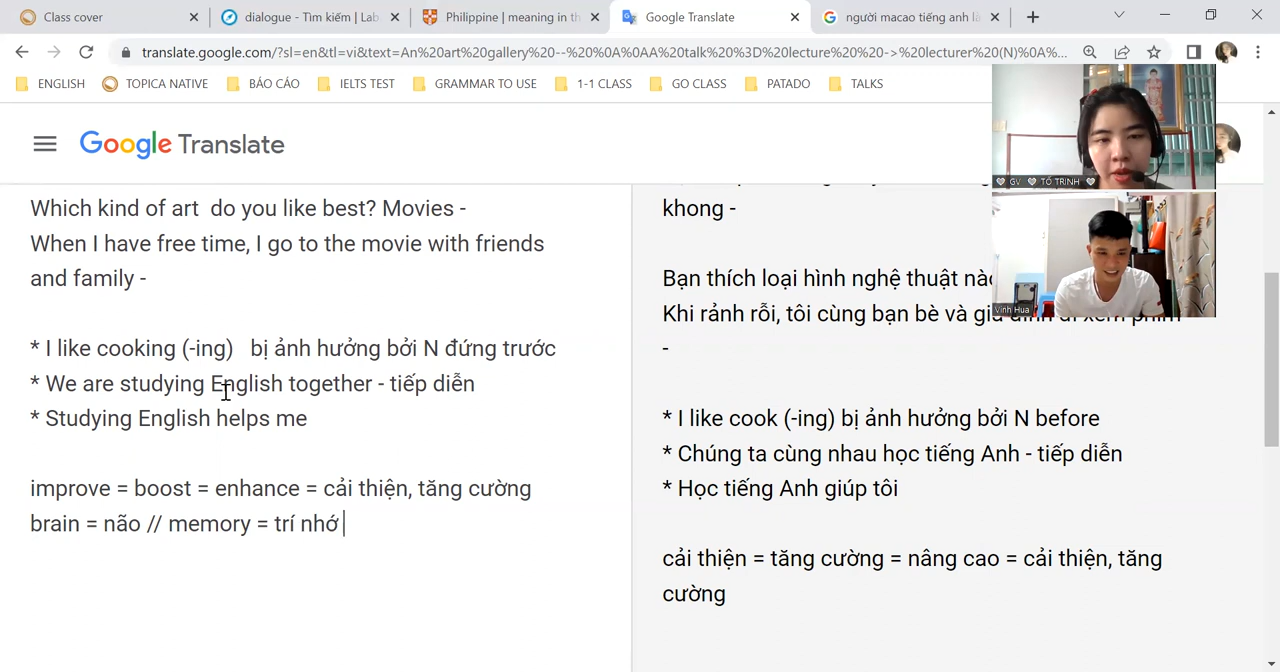 Class cover
dialogue - Tìm kiếm | Lab
Philippine | meaning in th
Google Translate
người macao tiếng anh là
translate.google.com/?sl=en&tl=vi&text=An%20art%20gallery%20--%20%0A%0AA%20talk%20%3D%20lecture%20%20->%20lecturer%20(N)%0A%...
ENGLISH
TOPICA NATIVE
BÁO CÁO
IELTS TEST
GRAMMAR TO USE
1-1 CLASS
GO CLASS
PATADO
TALKS
Google Translate
GV TỐ TRINH
Vinh Hua
Which kind of art do you like best? Movies -
When I have free time, I go to the movie with friends
and family -
* I like cooking (-ing) bị ảnh hưởng bởi N đứng trước
* We are studying English together - tiếp diễn
* Studying English helps me
improve = boost = enhance = cải thiện, tăng cường
brain = não // memory = trí nhớ
khong -
Bạn thích loại hình nghệ thuật nào
Khi rảnh rỗi, tôi cùng bạn bè và gia đình đi xem phim
-
* I like cook (-ing) bị ảnh hưởng bởi N before
* Chúng ta cùng nhau học tiếng Anh - tiếp diễn
* Học tiếng Anh giúp tôi
cải thiện = tăng cường = nâng cao = cải thiện, tăng
cường